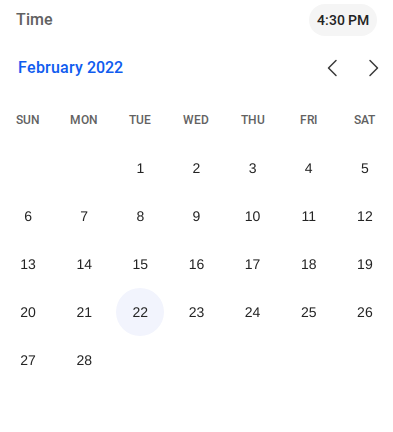 Time 4:30 PM
February 2022
SUN MON TUE WED THU FRI SAT
1 2 3 4 5
6 7 8 9 10 11 12
13 14 15 16 17 18 19
20 21 22 23 24 25 26
27 28